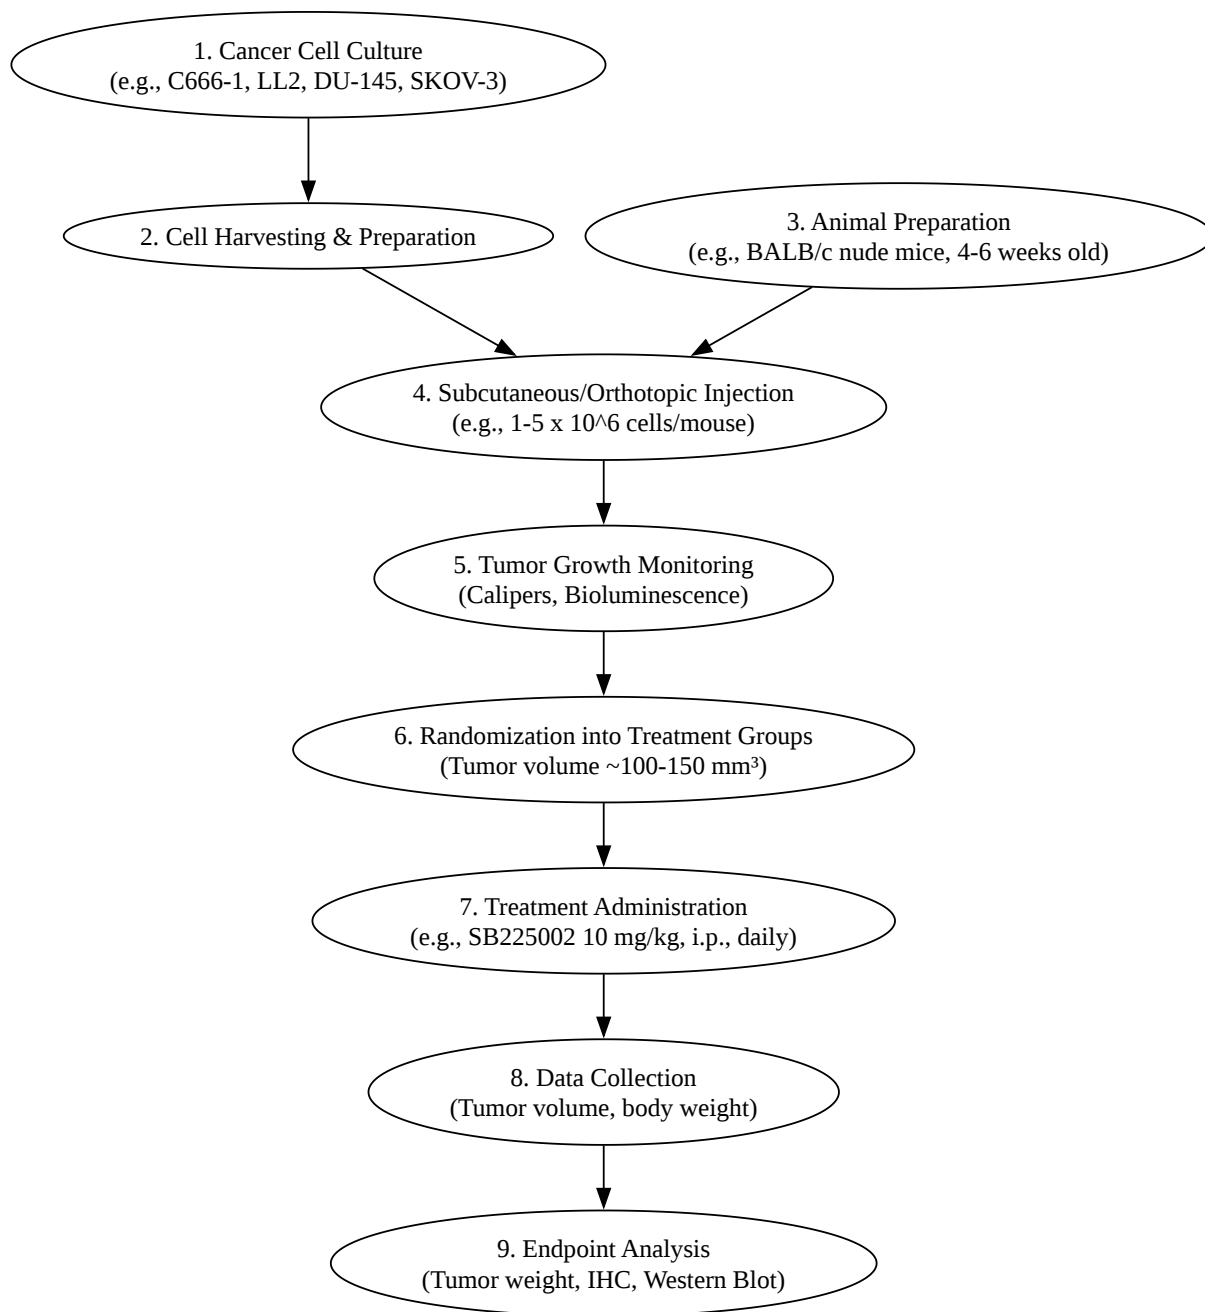 1. Cancer Cell Culture
(e.g., C666-1, LL2, DU-145, SKOV-3)
2. Cell Harvesting & Preparation
3. Animal Preparation
(e.g., BALB/c nude mice, 4-6 weeks old)
4. Subcutaneous/Orthotopic Injection
(e.g., 1-5 x 10^6 cells/mouse)
5. Tumor Growth Monitoring
(Calipers, Bioluminescence)
6. Randomization into Treatment Groups
(Tumor volume ~100-150 mm³)
7. Treatment Administration
(e.g., SB225002 10 mg/kg, i.p., daily)
8. Data Collection
(Tumor volume, body weight)
9. Endpoint Analysis
(Tumor weight, IHC, Western Blot)